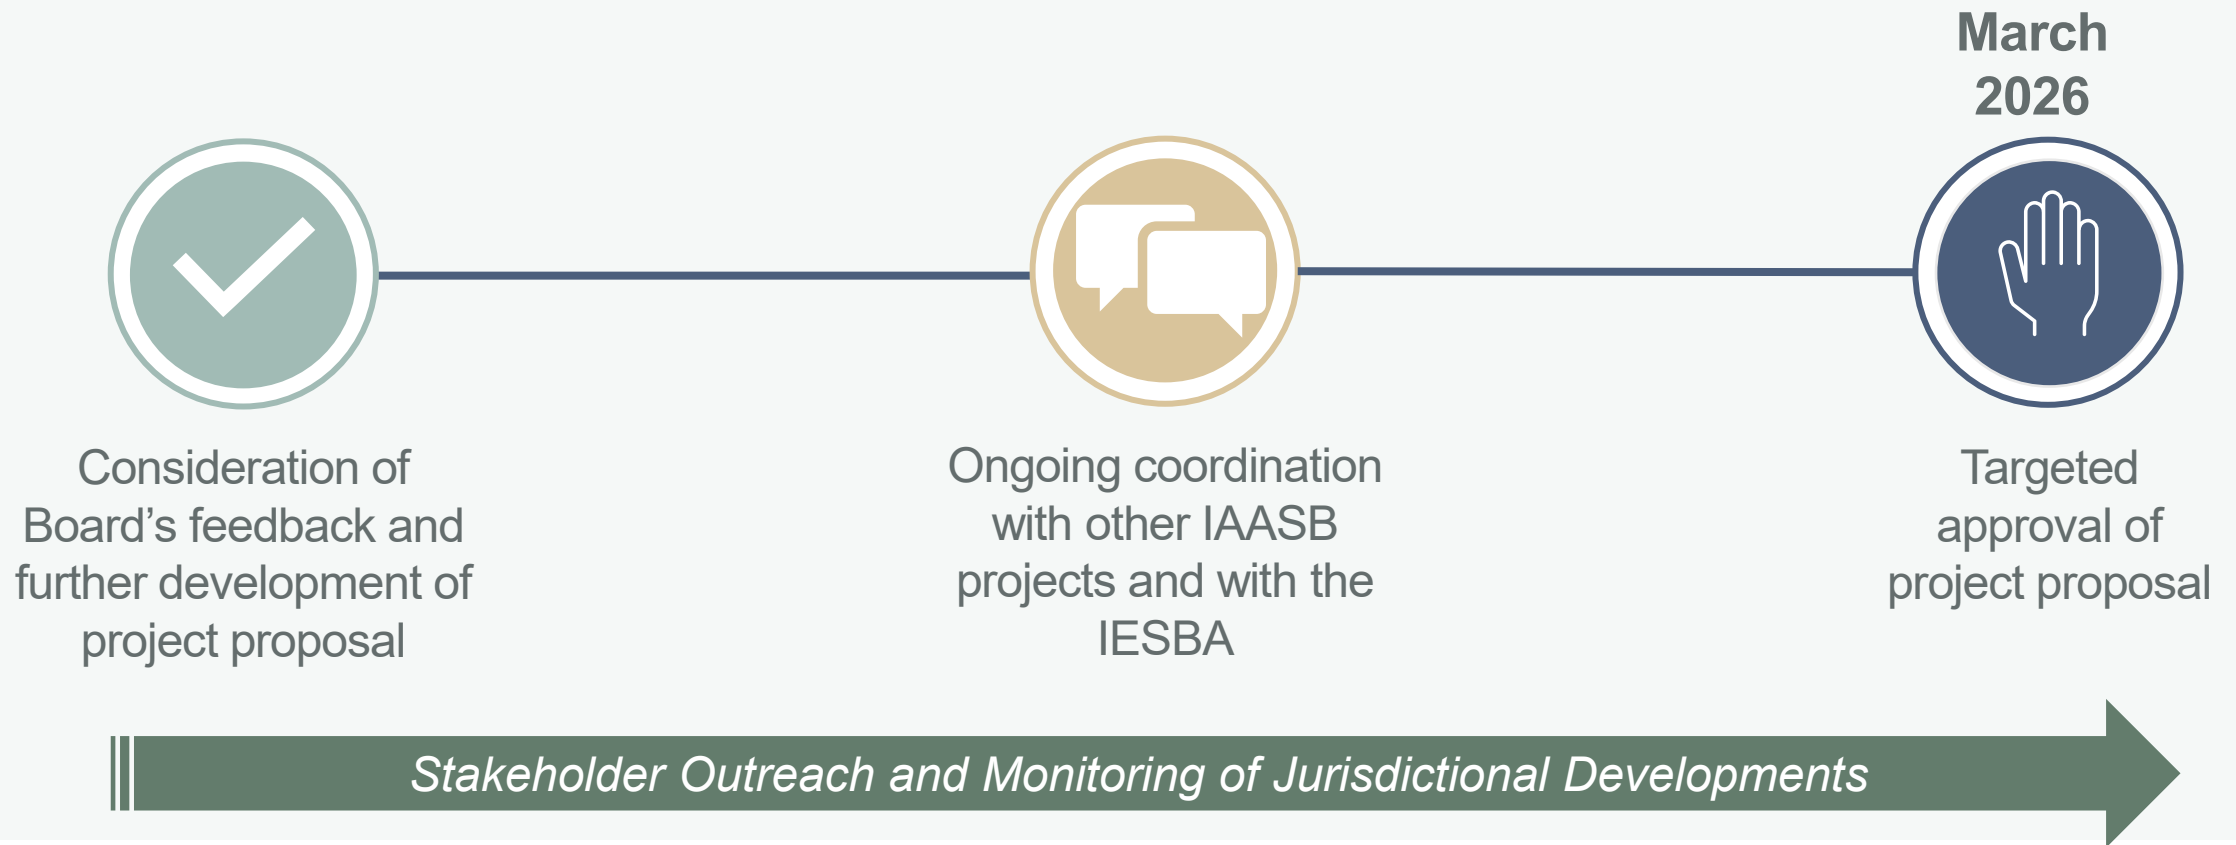 March
2026
Consideration of
Board’s feedback and
further development of
project proposal
Ongoing coordination
with other IAASB
projects and with the
IESBA
Targeted
approval of
project proposal
Stakeholder Outreach and Monitoring of Jurisdictional Developments